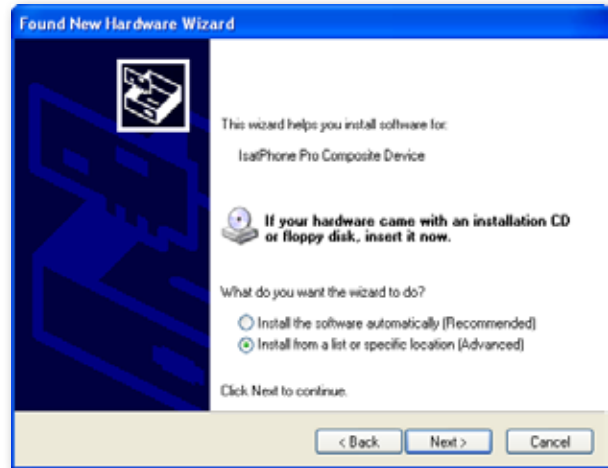 Found New Hardware Wizard
This wizard helps you install software for:
IsatPhone Pro Composite Device
If your hardware came with an installation CD
or floppy disk, insert it now.
What do you want the wizard to do?
Install the software automatically (Recommended)
Install from a list or specific location (Advanced)
Click Next to continue.
< Back Next > Cancel